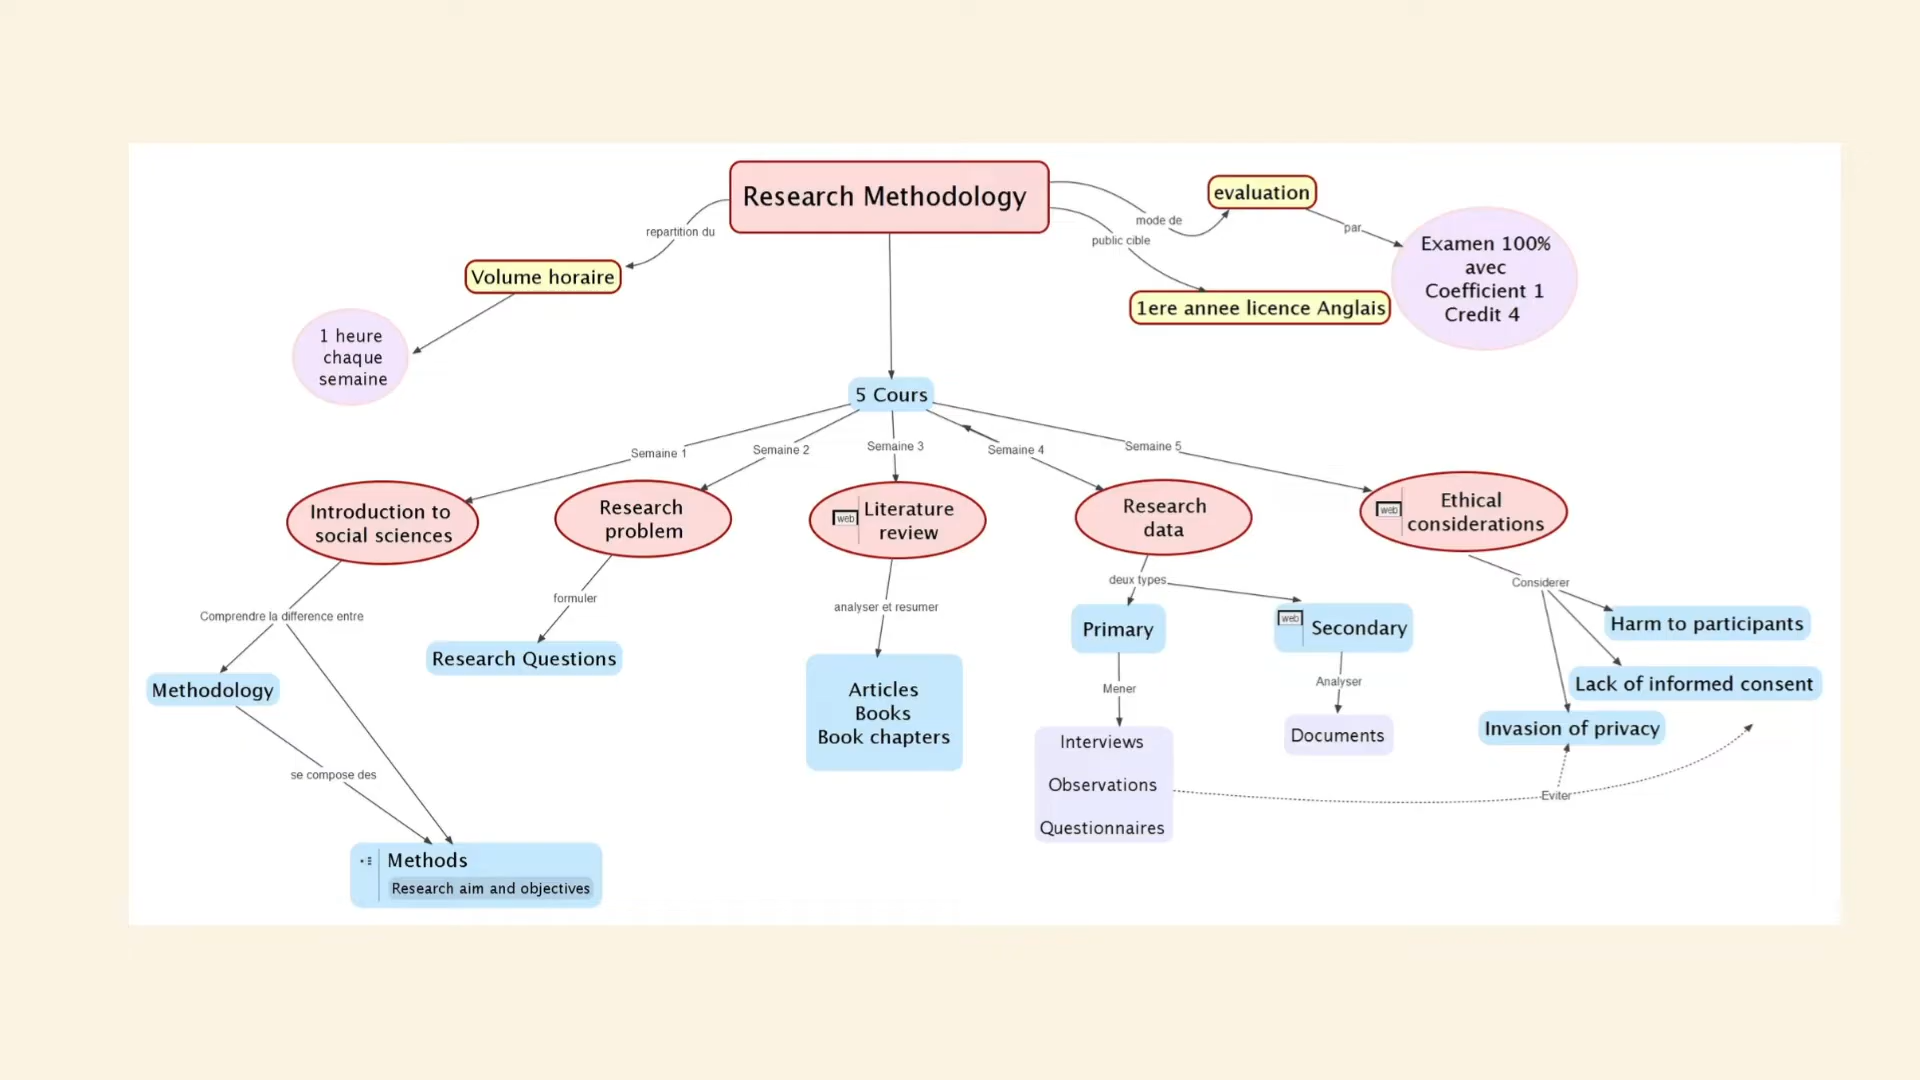 Research Methodology
evaluation
mode de
par
public cible
repartition du
Examen 100%
avec
Coefficient 1
Credit 4
Volume horaire
1ere annee licence Anglais
1 heure
chaque
semaine
5 Cours
Semaine 1
Semaine 2
Semaine 3
Semaine 4
Semaine 5
Introduction to
social sciences
Research
problem
web
Literature
review
Research
data
web
Ethical
considerations
Comprendre la difference entre
formuler
analyser et resumer
deux types
Considerer
Methodology
Research Questions
Articles
Books
Book chapters
Primary
web
Secondary
Harm to participants
Lack of informed consent
Invasion of privacy
Mener
Analyser
Interviews
Observations
Questionnaires
Documents
Eviter
se compose des
Methods
Research aim and objectives